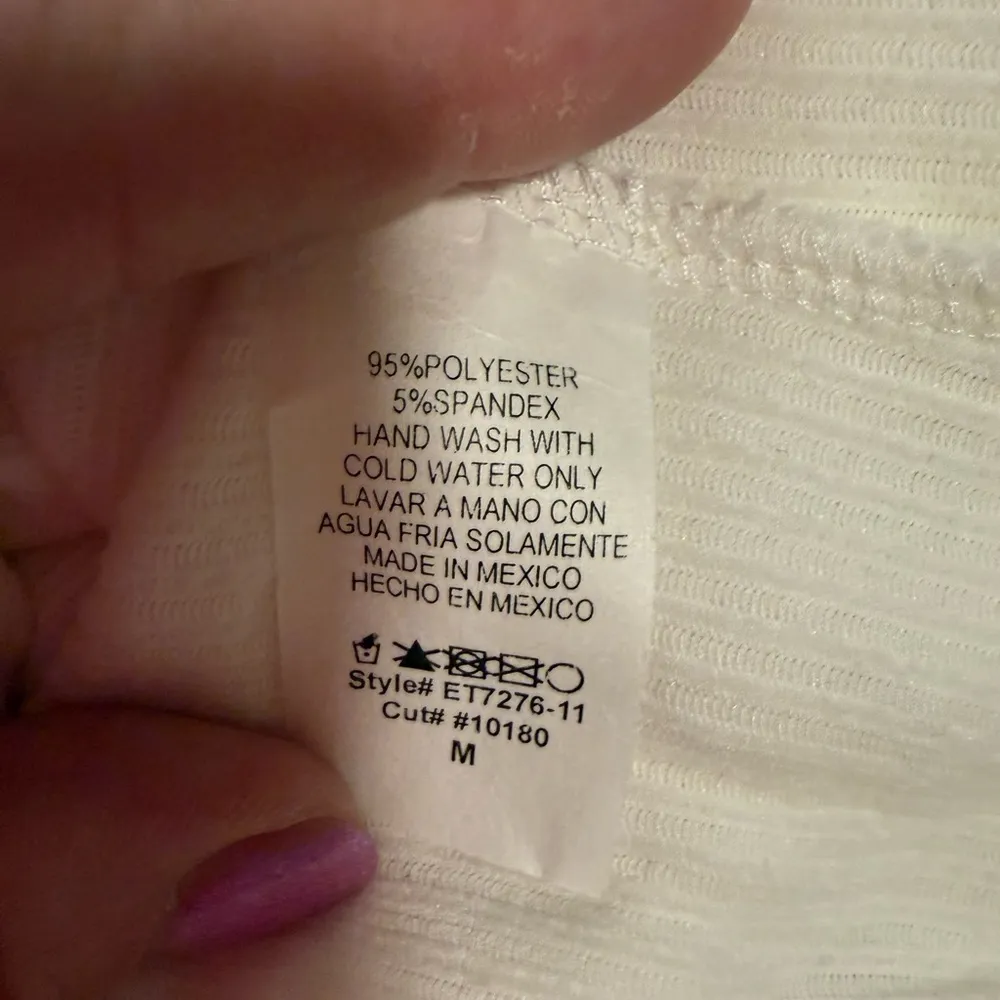 95%POLYESTER
5%SPANDEX
HAND WASH WITH
COLD WATER ONLY
LAVAR A MANO CON
AGUA FRIA SOLAMENTE
MADE IN MEXICO
HECHO EN MEXICO
Style# ET7276-11
Cut# #10180
M